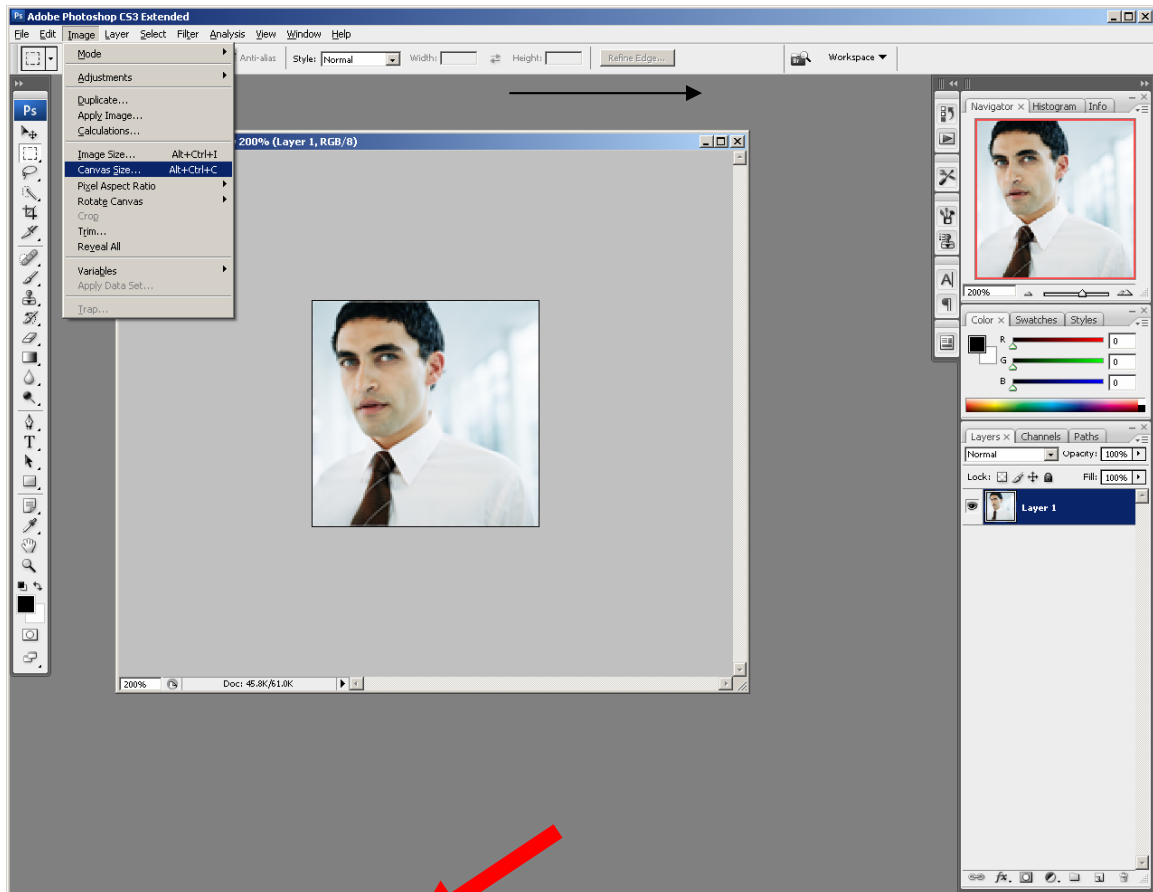 Ps Adobe Photoshop CS3 Extended
File Edit Image Layer Select Filter Analysis View Window Help
Anti-alias Style: Normal Width: Height: Refine Edge... Br Workspace
Mode
Adjustments
Duplicate...
Apply Image...
Calculations...
Image Size... Alt+Ctrl+I
Canvas Size... Alt+Ctrl+C
Pixel Aspect Ratio
Rotate Canvas
Crop
Trim...
Reveal All
Variables
Apply Data Set...
Trap...
Ps
T
200% (Layer 1, RGB/8)
200% Doc: 45.8K/61.0K
A
Navigator × Histogram Info
200%
Color × Swatches Styles
R 0
G 0
B 0
Layers × Channels Paths
Normal Opacity: 100%
Lock: Fill: 100%
Layer 1
fx.